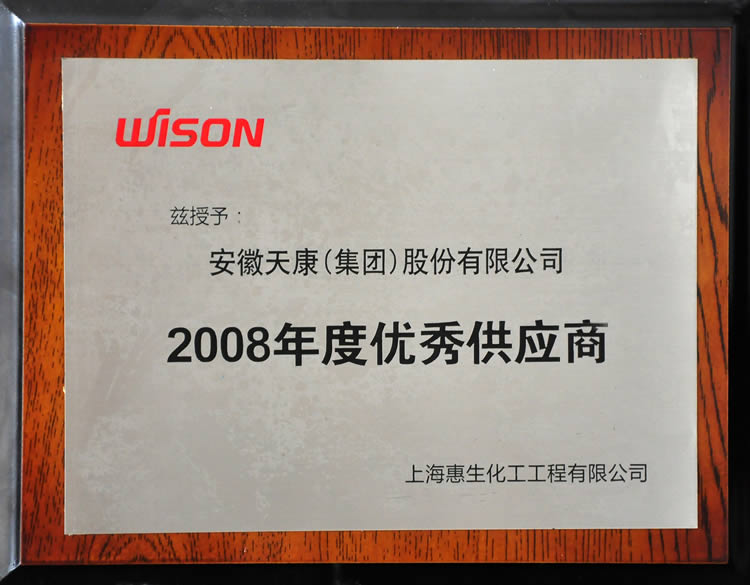 WISON
兹授予：
安徽天康（集团）股份有限公司
2008年度优秀供应商
上海惠生化工工程有限公司